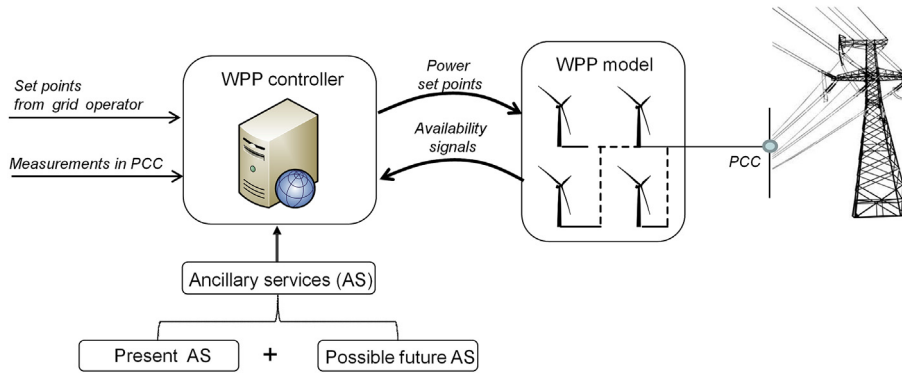 WPP controller
Set points
from grid operator
Measurements in PCC
Power
set points
Availability
signals
WPP model
PCC
Ancillary services (AS)
Present AS
+
Possible future AS